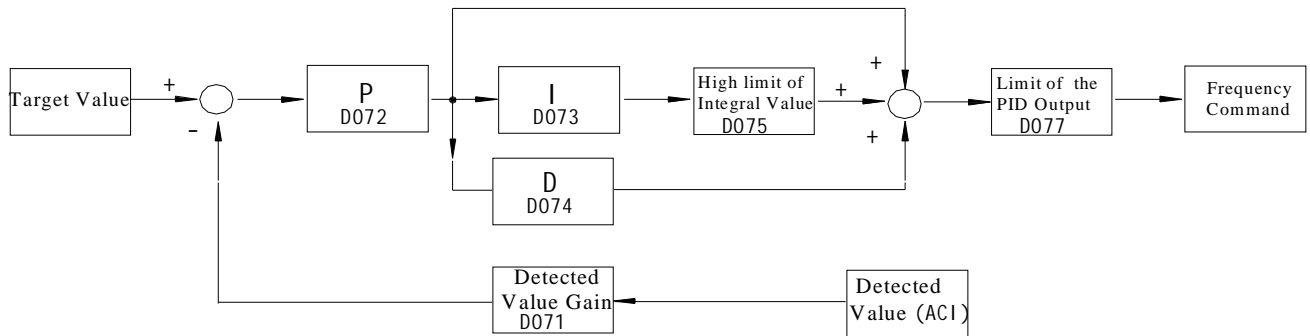 Target Value
+
-
P
D072
I
D073
High limit of
Integral Value
D075
D
D074
+
+
+
Limit of the
PID Output
D077
Frequency
Command
Detected
Value Gain
D071
Detected
Value (ACI)